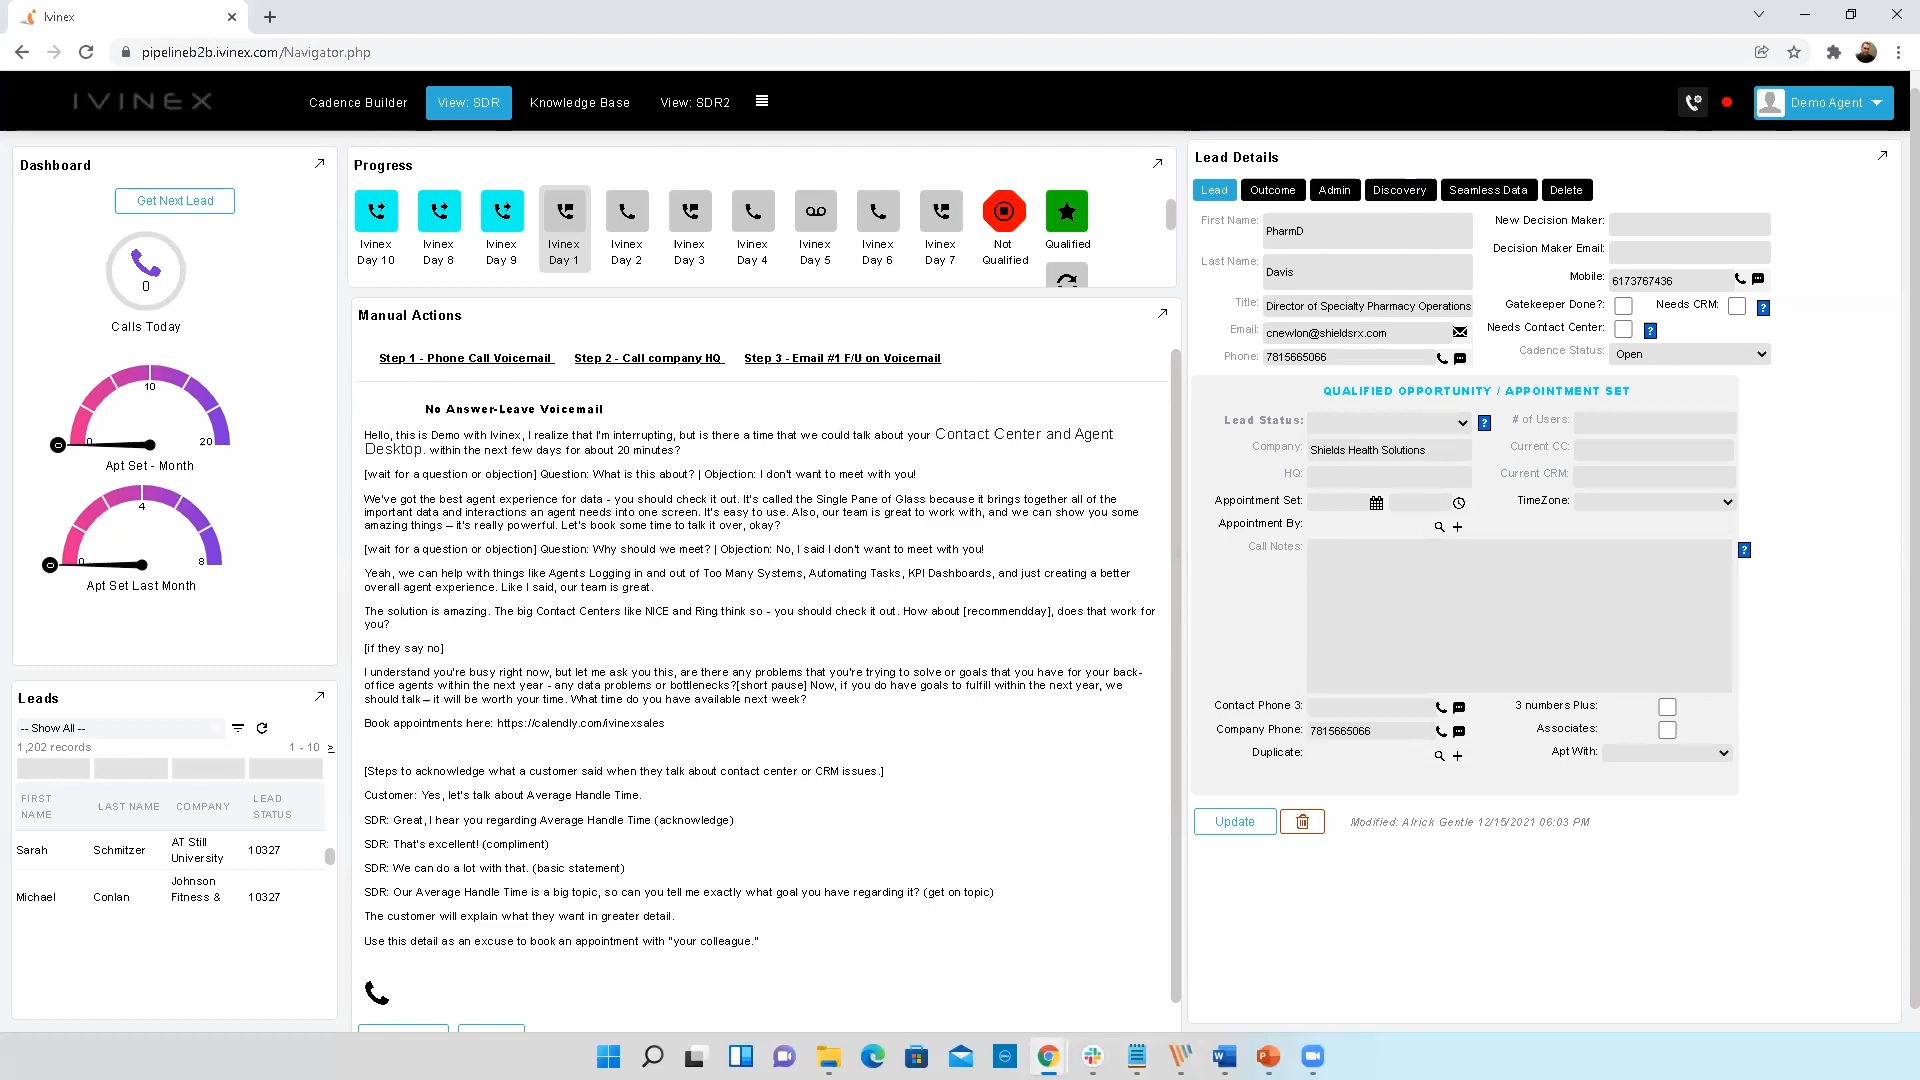 Ivinex
pipelineb2b.ivinex.com/Navigator.php
IVINEX
Cadence Builder
View: SDR
Knowledge Base
View: SDR2
Demo Agent
Dashboard
Get Next Lead
0
Calls Today
10
0
0
20
Apt Set - Month
4
0
0
8
Apt Set Last Month
Leads
-- Show All --
1,202 records
1 - 10 >
FIRST NAME
LAST NAME
COMPANY
LEAD STATUS
Sarah
Schmitzer
AT Still University
10327
Michael
Conlan
Johnson Fitness &
10327
Progress
Ivinex Day 10
Ivinex Day 8
Ivinex Day 9
Ivinex Day 1
Ivinex Day 2
Ivinex Day 3
Ivinex Day 4
Ivinex Day 5
Ivinex Day 6
Ivinex Day 7
Not Qualified
Qualified
Manual Actions
Step 1 - Phone Call Voicemail
Step 2 - Call company HQ
Step 3 - Email #1 F/U on Voicemail
No Answer-Leave Voicemail
Hello, this is Demo with Ivinex, I realize that I'm interrupting, but is there a time that we could talk about your Contact Center and Agent
Desktop. within the next few days for about 20 minutes?
[wait for a question or objection] Question: What is this about? | Objection: I don't want to meet with you!
We've got the best agent experience for data - you should check it out. It's called the Single Pane of Glass because it brings together all of the
important data and interactions an agent needs into one screen. It's easy to use. Also, our team is great to work with, and we can show you some
amazing things – it's really powerful. Let's book some time to talk it over, okay?
[wait for a question or objection] Question: Why should we meet? | Objection: No, I said I don't want to meet with you!
Yeah, we can help with things like Agents Logging in and out of Too Many Systems, Automating Tasks, KPI Dashboards, and just creating a better
overall agent experience. Like I said, our team is great.
The solution is amazing. The big Contact Centers like NICE and Ring think so - you should check it out. How about [recommendday], does that work for
you?
[if they say no]
I understand you're busy right now, but let me ask you this, are there any problems that you're trying to solve or goals that you have for your back-
office agents within the next year - any data problems or bottlenecks?[short pause] Now, if you do have goals to fulfill within the next year, we
should talk – it will be worth your time. What time do you have available next week?
Book appointments here: https://calendly.com/ivinexsales
[Steps to acknowledge what a customer said when they talk about contact center or CRM issues.]
Customer: Yes, let's talk about Average Handle Time.
SDR: Great, I hear you regarding Average Handle Time (acknowledge)
SDR: That's excellent! (compliment)
SDR: We can do a lot with that. (basic statement)
SDR: Our Average Handle Time is a big topic, so can you tell me exactly what goal you have regarding it? (get on topic)
The customer will explain what they want in greater detail.
Use this detail as an excuse to book an appointment with "your colleague."
Lead Details
Lead
Outcome
Admin
Discovery
Seamless Data
Delete
First Name: PharmD
Last Name: Davis
Title: Director of Specialty Pharmacy Operations
Email: cnewlon@shieldsrx.com
Phone: 7815665066
New Decision Maker:
Decision Maker Email:
Mobile: 6173767436
Gatekeeper Done?:
Needs CRM: ?
Needs Contact Center: ?
Cadence Status: Open
QUALIFIED OPPORTUNITY / APPOINTMENT SET
Lead Status: ?
# of Users:
Company: Shields Health Solutions
Current CC:
HQ:
Current CRM:
Appointment Set:
TimeZone:
Appointment By:
Call Notes: ?
Contact Phone 3:
3 numbers Plus:
Company Phone: 7815665066
Associates:
Duplicate:
Apt With:
Update
Modified: Alrick Gentle 12/15/2021 06:03 PM